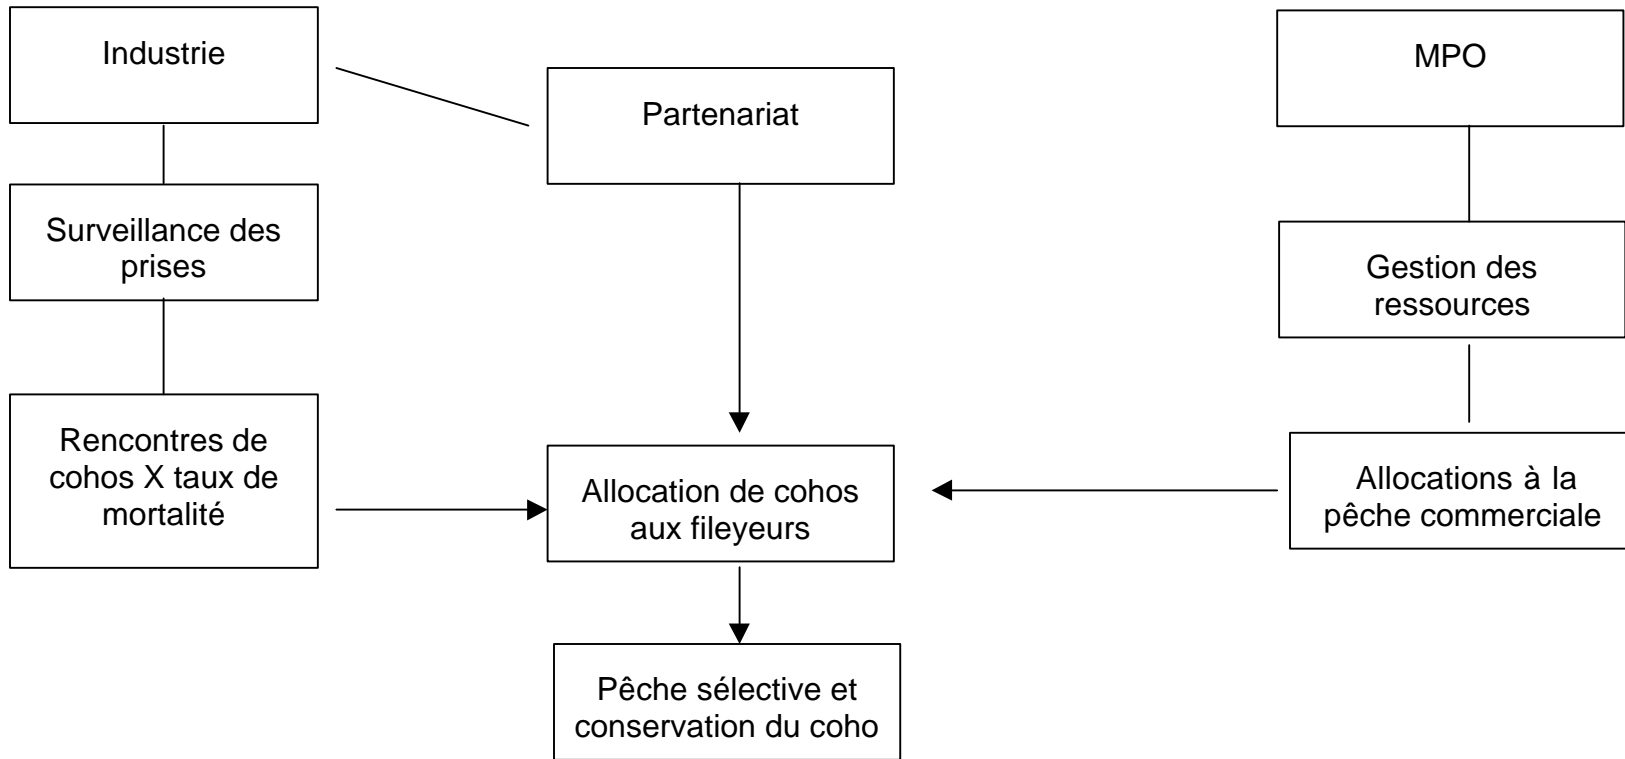 Industrie
Partenariat
MPO
Surveillance des
prises
Gestion des
ressources
Rencontres de
cohos X taux de
mortalité
Allocation de cohos
aux fileyeurs
Allocations à la
pêche commerciale
Pêche sélective et
conservation du coho